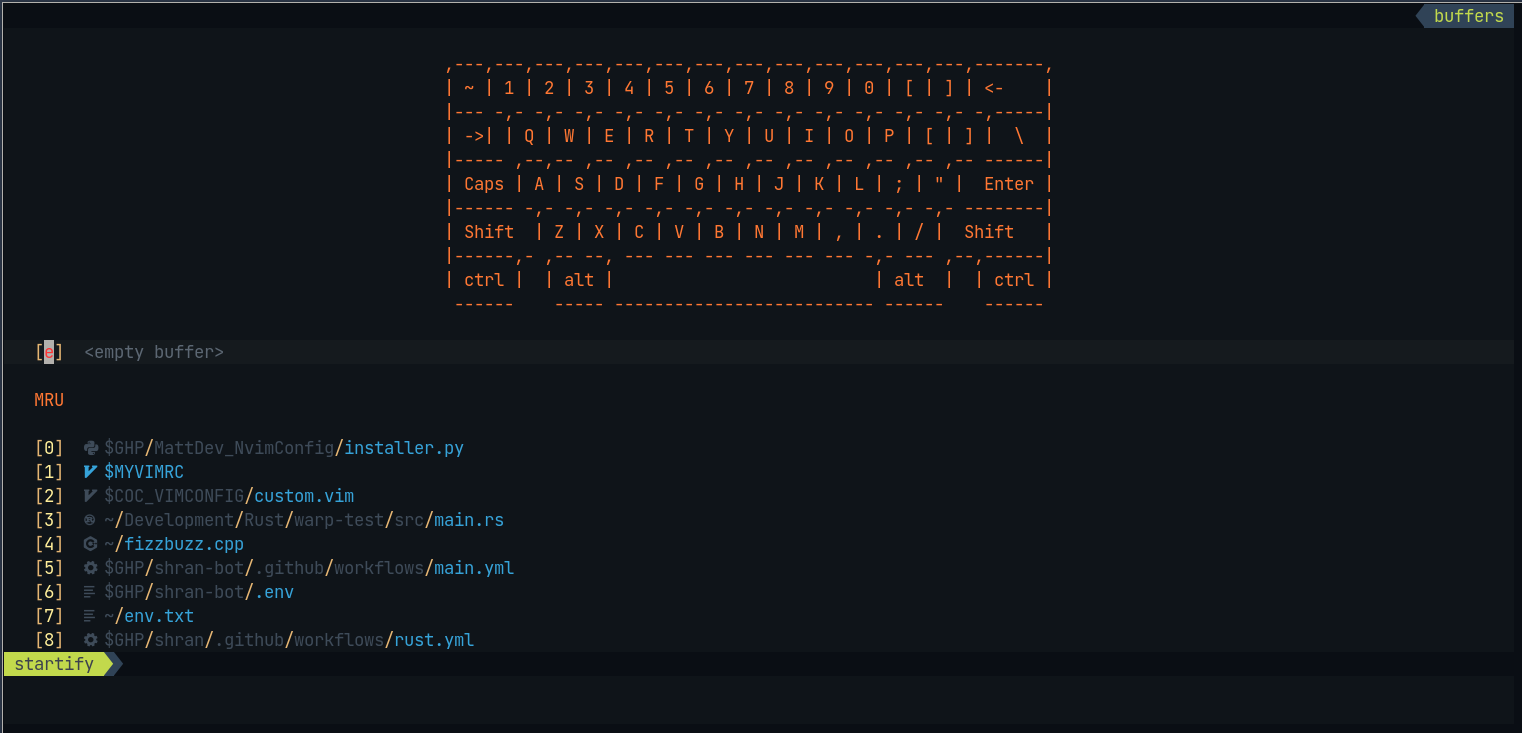 buffers
,---,---,---,---,---,---,---,---,---,---,---,---,---,-------,
| ~ | 1 | 2 | 3 | 4 | 5 | 6 | 7 | 8 | 9 | 0 | [ | ] | <-    |
|--- -,- -,- -,- -,- -,- -,- -,- -,- -,- -,- -,- -,- -,-----|
| ->| | Q | W | E | R | T | Y | U | I | O | P | [ | ] |  \  |
|----- ,--,-- ,-- ,-- ,-- ,-- ,-- ,-- ,-- ,-- ,-- ,-- ------|
| Caps | A | S | D | F | G | H | J | K | L | ; | " |  Enter |
|------ -,- -,- -,- -,- -,- -,- -,- -,- -,- -,- -,- --------|
| Shift  | Z | X | C | V | B | N | M | , | . | / |  Shift   |
|------,- ,-- --, --- --- --- --- --- --- -,- --- ,--,------|
| ctrl |  | alt |                          | alt  |  | ctrl |
 ------    ----- -------------------------- ------    ------
[e]  <empty buffer>
MRU
[0]  $GHP/MattDev_NvimConfig/installer.py
[1]  $MYVIMRC
[2]  $COC_VIMCONFIG/custom.vim
[3]  ~/Development/Rust/warp-test/src/main.rs
[4]  ~/fizzbuzz.cpp
[5]  $GHP/shran-bot/.github/workflows/main.yml
[6]  $GHP/shran-bot/.env
[7]  ~/env.txt
[8]  $GHP/shran/.github/workflows/rust.yml
startify